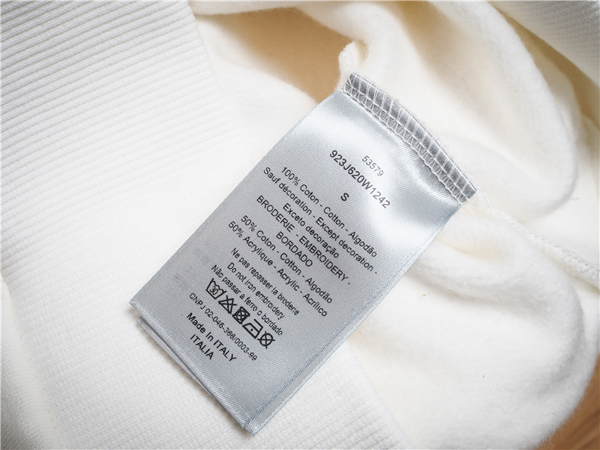 53579
923J620W1242
S
100% Coton - Cotton - Algodão
Sauf décoration - Except decoration -
Exceto decoração
BRODERIE - EMBROIDERY -
BORDADO
50% Coton - Cotton - Algodão
50% Acrylique - Acrylic - Acrílico
Ne pas repasser la broderie
Do not iron embroidery
Não passar a ferro o bordado
CNPJ 02-046-366/0003-69
Made In ITALY
ITALIA